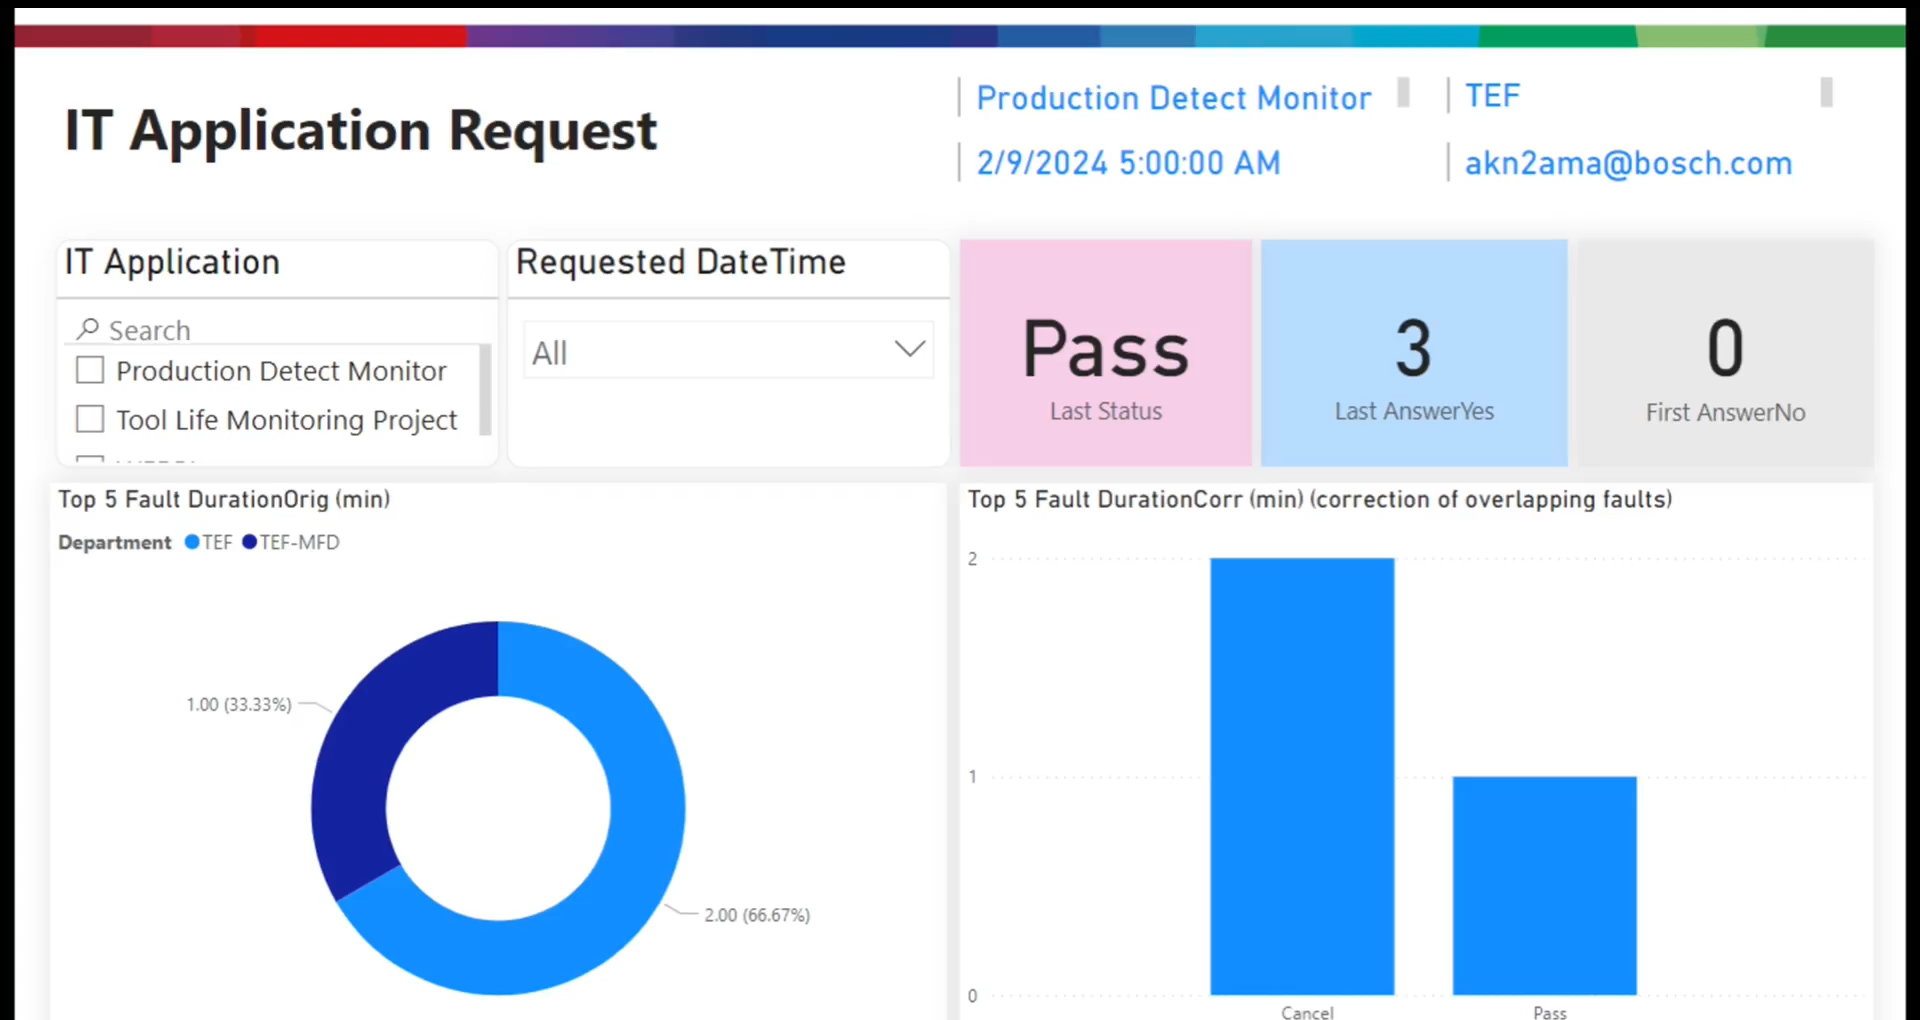 IT Application Request
Production Detect Monitor
TEF
2/9/2024 5:00:00 AM
akn2ama@bosch.com
IT Application
Search
Production Detect Monitor
Tool Life Monitoring Project
Requested DateTime
All
Pass
Last Status
3
Last AnswerYes
0
First AnswerNo
Top 5 Fault DurationOrig (min)
Department TEF TEF-MFD
1.00 (33.33%)
2.00 (66.67%)
Top 5 Fault DurationCorr (min) (correction of overlapping faults)
2
1
0
Cancel
Pass